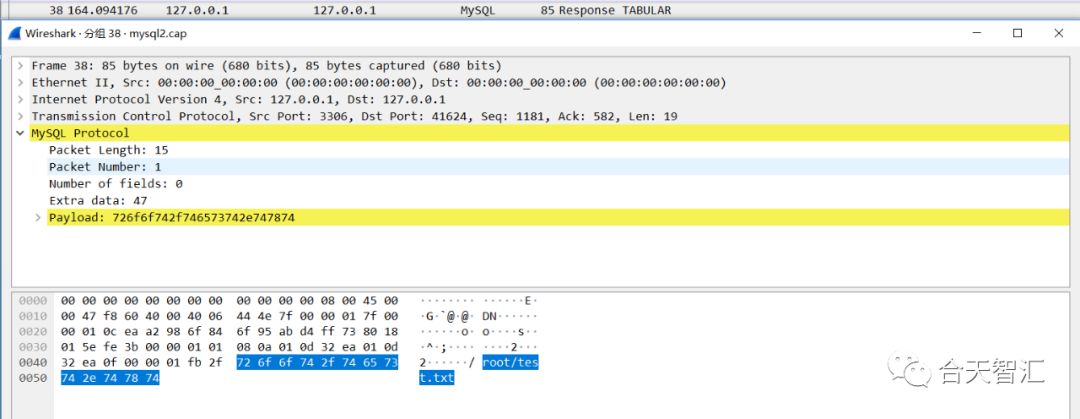 38 164.094176 127.0.0.1 127.0.0.1 MySQL 85 Response TABULAR
Wireshark · 分组 38 · mysql2.cap
Frame 38: 85 bytes on wire (680 bits), 85 bytes captured (680 bits)
Ethernet II, Src: 00:00:00_00:00:00 (00:00:00:00:00:00), Dst: 00:00:00_00:00:00 (00:00:00:00:00:00)
Internet Protocol Version 4, Src: 127.0.0.1, Dst: 127.0.0.1
Transmission Control Protocol, Src Port: 3306, Dst Port: 41624, Seq: 1181, Ack: 582, Len: 19
MySQL Protocol
Packet Length: 15
Packet Number: 1
Number of fields: 0
Extra data: 47
Payload: 726f6f742f746573742e747874
0000 00 00 00 00 00 00 00 00 00 00 00 00 08 00 45 00 ········ ······E·
0010 00 47 f8 60 40 00 40 06 44 4e 7f 00 00 01 7f 00 ·G·`@·@· DN······
0020 00 01 0c ea a2 98 6f 84 6f 95 ab d4 ff 73 80 18 ······o· o····s··
0030 01 5e fe 3b 00 00 01 01 08 0a 01 0d 32 ea 01 0d ·^·;···· ····2···
0040 32 ea 0f 00 00 01 fb 2f 72 6f 6f 74 2f 74 65 73 2······/ root/tes
0050 74 2e 74 78 74 t.txt
合天智汇